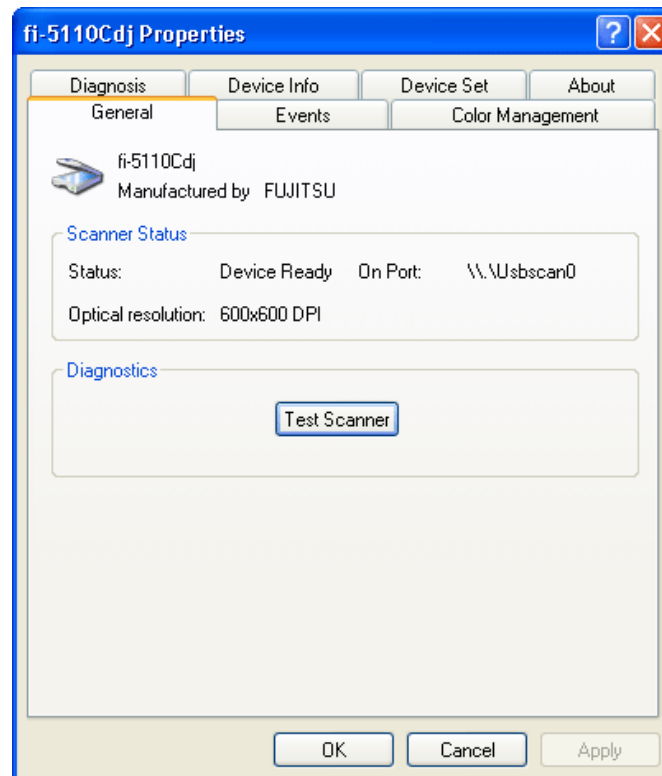 fi-5110Cdj Properties
Diagnosis Device Info Device Set About
General Events Color Management
fi-5110Cdj
Manufactured by FUJITSU
Scanner Status
Status: Device Ready On Port: \\.\Usbscan0
Optical resolution: 600x600 DPI
Diagnostics
Test Scanner
OK Cancel Apply